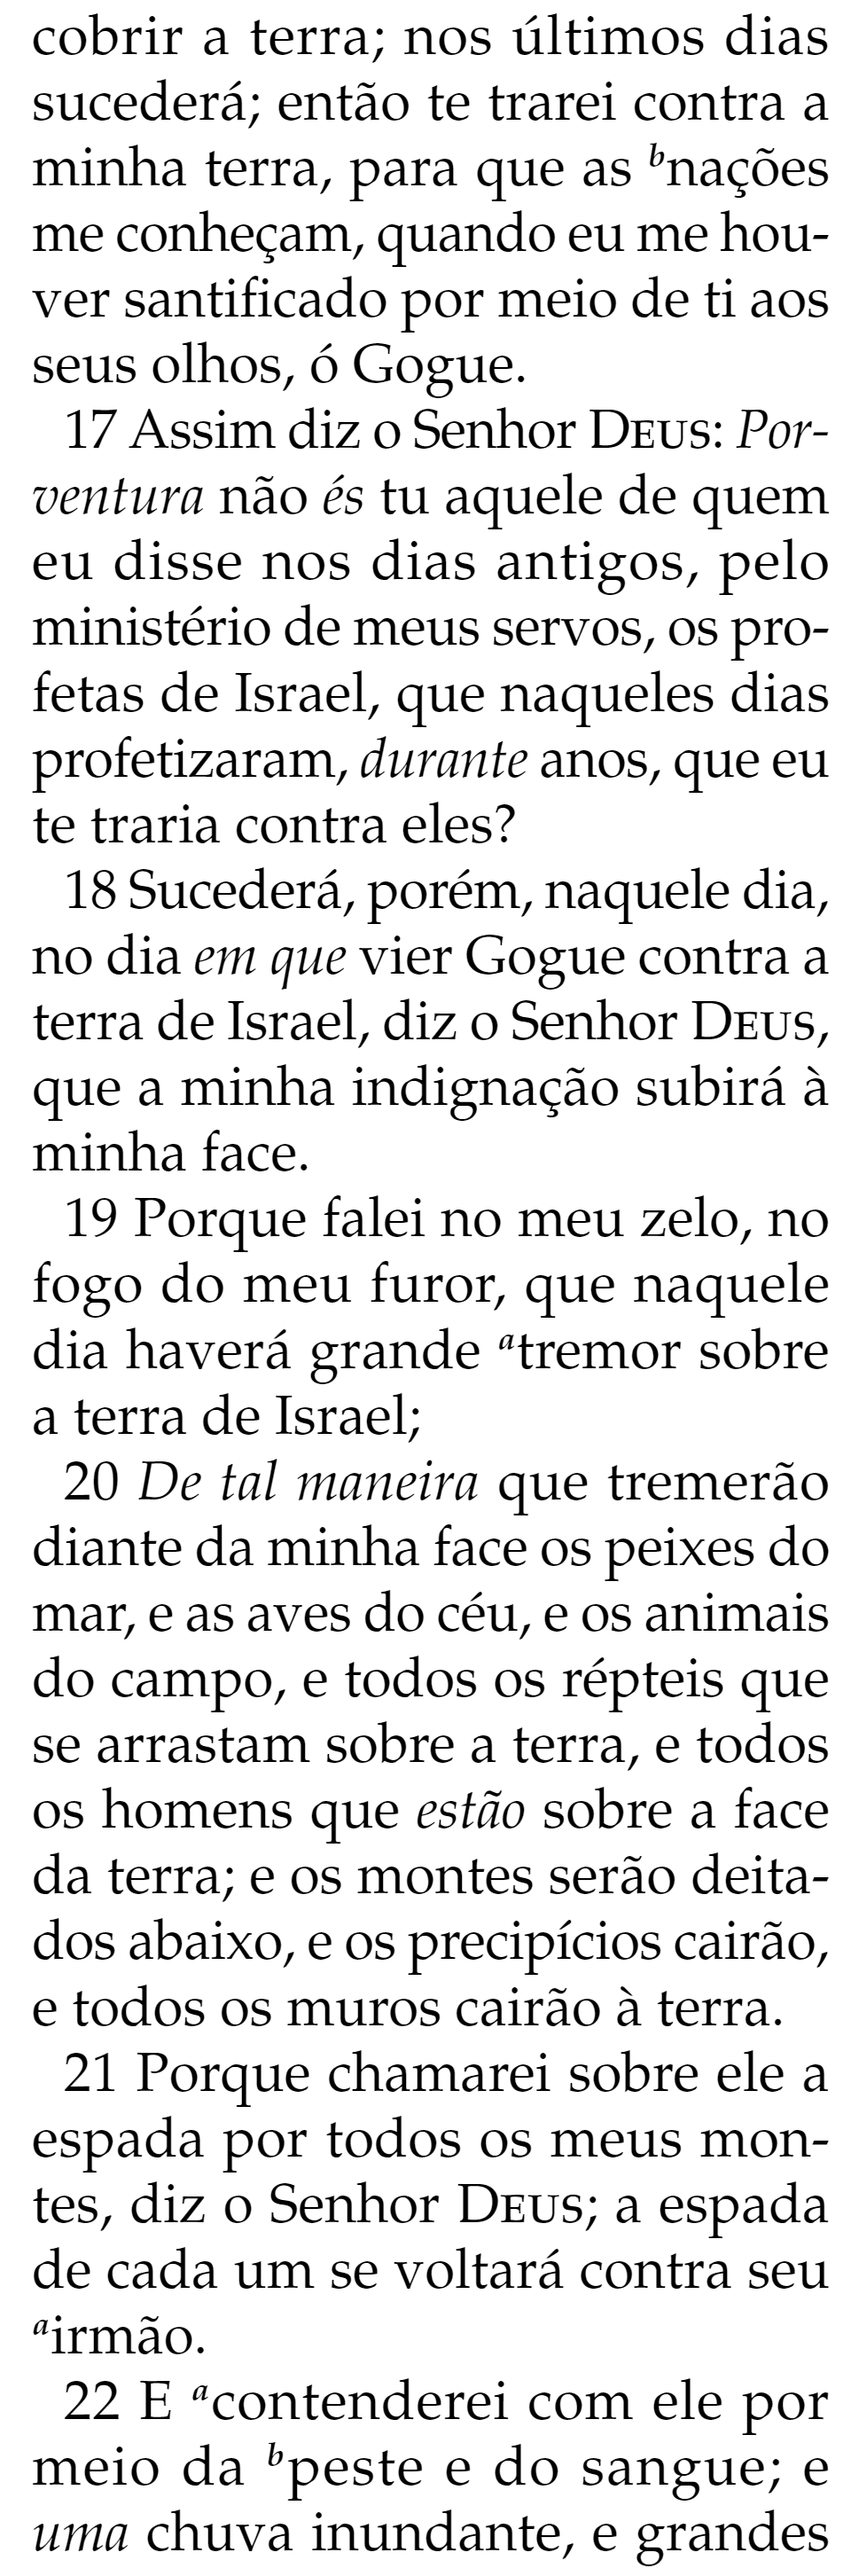 cobrir a terra; nos últimos dias
sucederá; então te trarei contra a
minha terra, para que as bnações
me conheçam, quando eu me hou-
ver santificado por meio de ti aos
seus olhos, ó Gogue.
17 Assim diz o Senhor Deus: Por-
ventura não és tu aquele de quem
eu disse nos dias antigos, pelo
ministério de meus servos, os pro-
fetas de Israel, que naqueles dias
profetizaram, durante anos, que eu
te traria contra eles?
18 Sucederá, porém, naquele dia,
no dia em que vier Gogue contra a
terra de Israel, diz o Senhor Deus,
que a minha indignação subirá à
minha face.
19 Porque falei no meu zelo, no
fogo do meu furor, que naquele
dia haverá grande atremor sobre
a terra de Israel;
20 De tal maneira que tremerão
diante da minha face os peixes do
mar, e as aves do céu, e os animais
do campo, e todos os répteis que
se arrastam sobre a terra, e todos
os homens que estão sobre a face
da terra; e os montes serão deita-
dos abaixo, e os precipícios cairão,
e todos os muros cairão à terra.
21 Porque chamarei sobre ele a
espada por todos os meus mon-
tes, diz o Senhor Deus; a espada
de cada um se voltará contra seu
airmão.
22 E acontenderei com ele por
meio da bpeste e do sangue; e
uma chuva inundante, e grandes